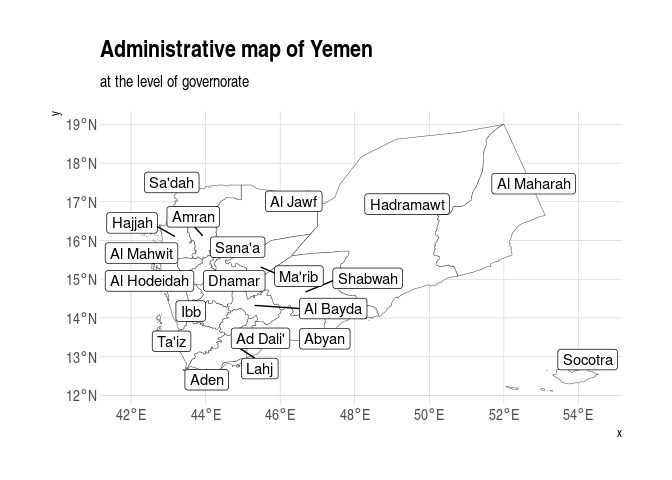 Administrative map of Yemen
at the level of governorate
y
19°N
18°N
17°N
16°N
15°N
14°N
13°N
12°N
Sa'dah
Al Maharah
Al Jawf
Hadramawt
Amran
Hajjah
Sana'a
Al Mahwit
Ma'rib
Shabwah
Al Hodeidah
Dhamar
Ibb
Al Bayda
Ta'iz
Ad Dali'
Abyan
Socotra
Lahj
Aden
42°E
44°E
46°E
48°E
50°E
52°E
54°E
x